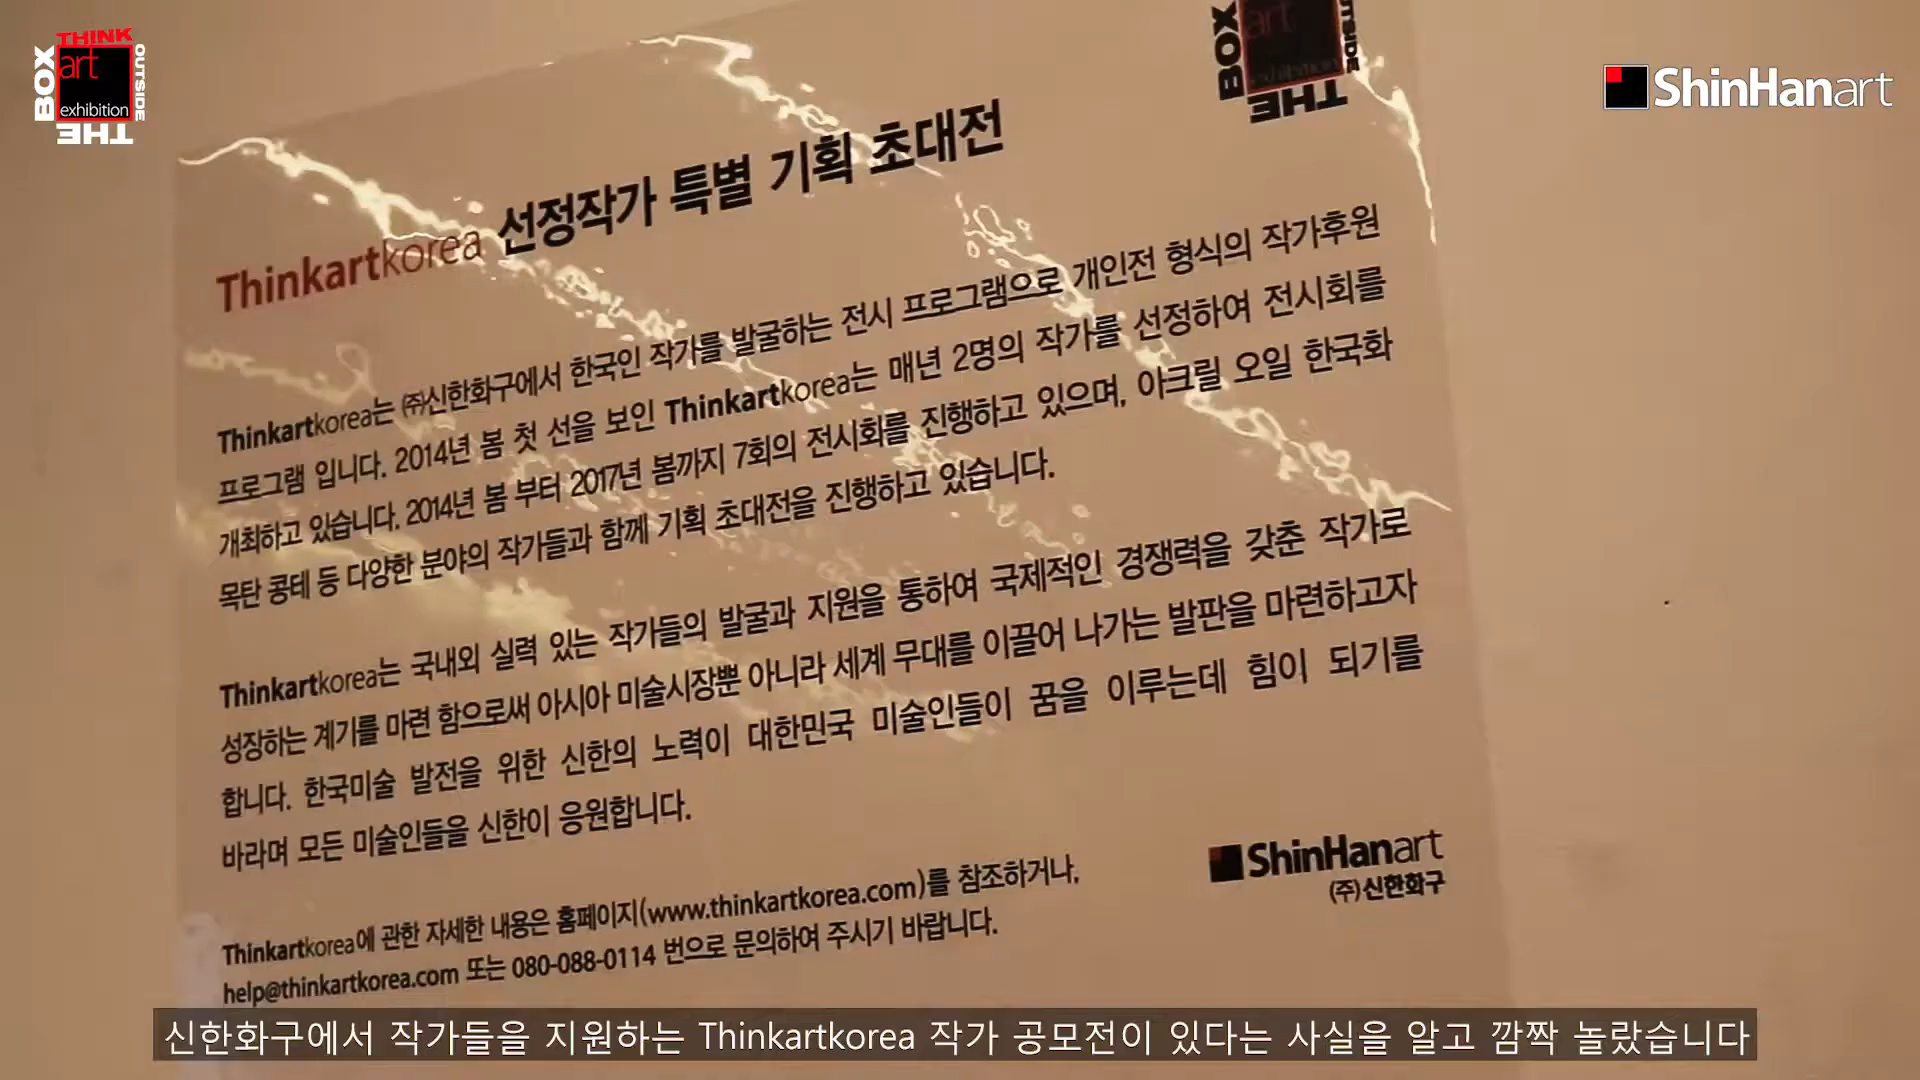 THINK
OUTSIDE
THE
BOX
art
exhibition
ShinHanart
BOX
art
exhibition
OUTSIDE
THE
Thinkartkorea 선정작가 특별 기획 초대전
Thinkartkorea는 ㈜신한화구에서 한국인 작가를 발굴하는 전시 프로그램으로 개인전 형식의 작가후원
프로그램 입니다. 2014년 봄 첫 선을 보인 Thinkartkorea는 매년 2명의 작가를 선정하여 전시회를
개최하고 있습니다. 2014년 봄 부터 2017년 봄까지 7회의 전시회를 진행하고 있으며, 아크릴 오일 한국화
목탄 콩테 등 다양한 분야의 작가들과 함께 기획 초대전을 진행하고 있습니다.
Thinkartkorea는 국내외 실력 있는 작가들의 발굴과 지원을 통하여 국제적인 경쟁력을 갖춘 작가로
성장하는 계기를 마련 함으로써 아시아 미술시장뿐 아니라 세계 무대를 이끌어 나가는 발판을 마련하고자
합니다. 한국미술 발전을 위한 신한의 노력이 대한민국 미술인들이 꿈을 이루는데 힘이 되기를
바라며 모든 미술인들을 신한이 응원합니다.
Thinkartkorea에 관한 자세한 내용은 홈페이지(www.thinkartkorea.com)를 참조하거나,
help@thinkartkorea.com 또는 080-088-0114 번으로 문의하여 주시기 바랍니다.
ShinHanart
(주)신한화구
신한화구에서 작가들을 지원하는 Thinkartkorea 작가 공모전이 있다는 사실을 알고 깜짝 놀랐습니다